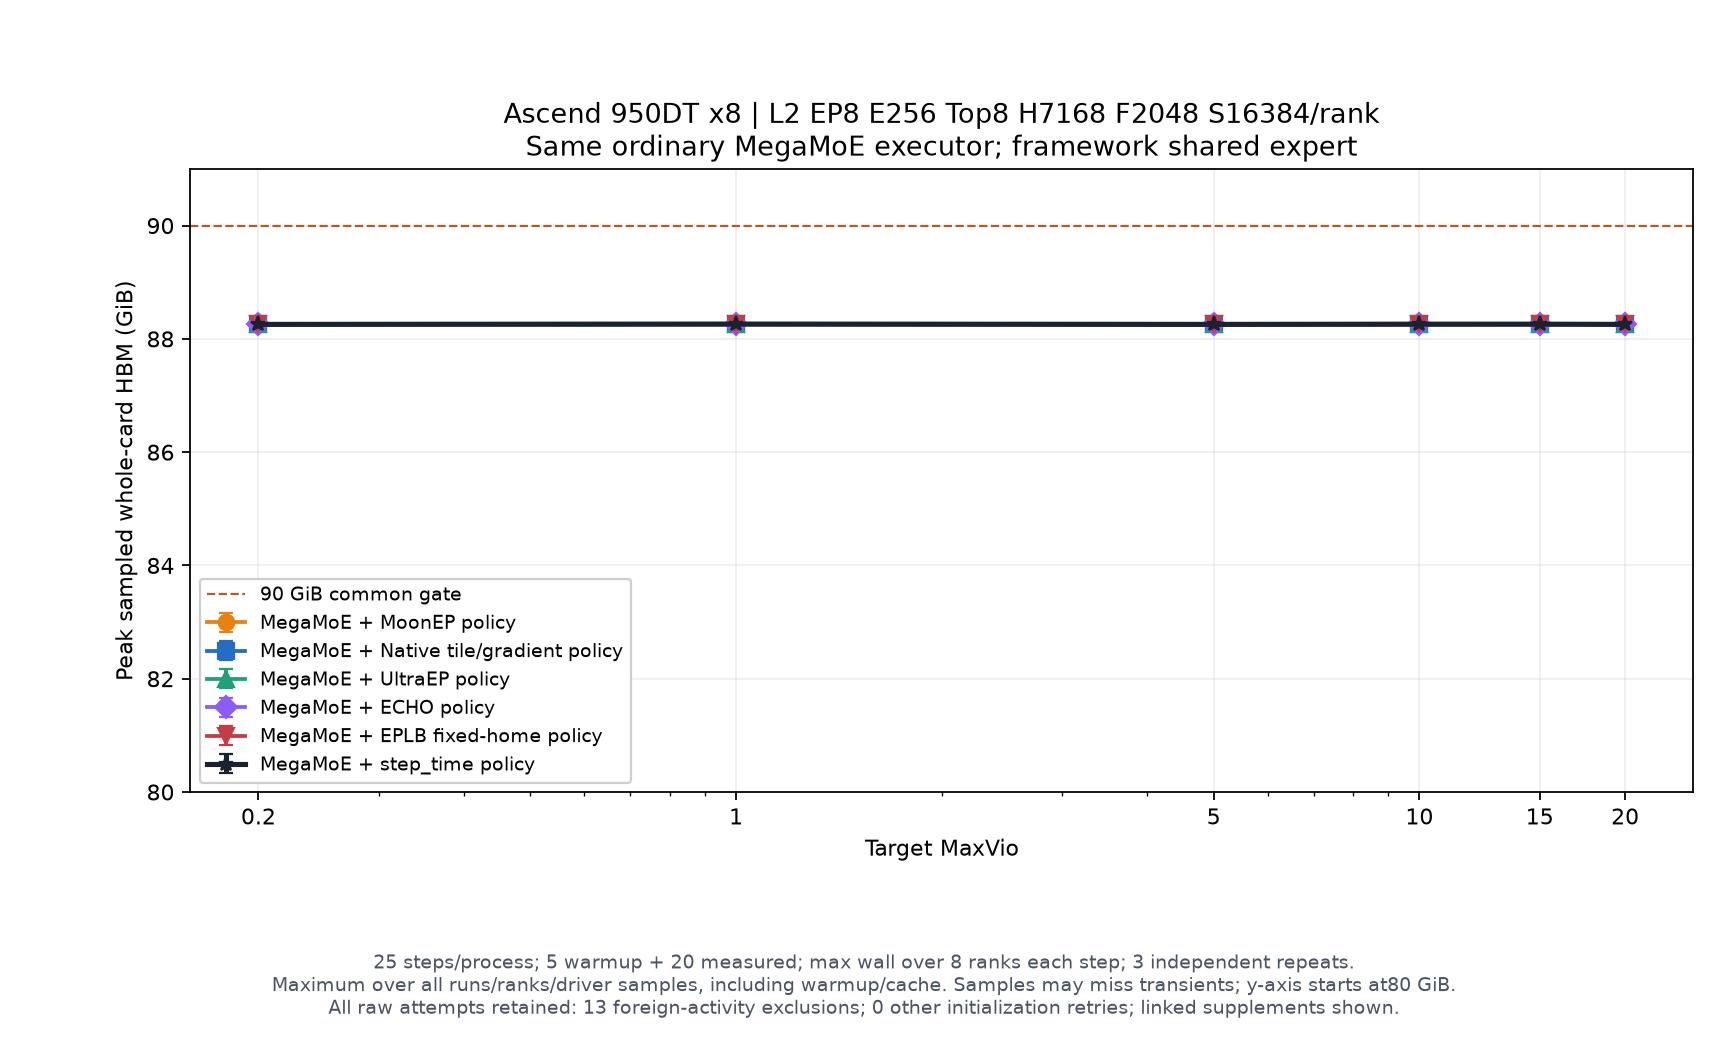 Ascend 950DT x8 | L2 EP8 E256 Top8 H7168 F2048 S16384/rank
Same ordinary MegaMoE executor; framework shared expert
Peak sampled whole-card HBM (GiB)
90
88
86
84
82
80
90 GiB common gate
MegaMoE + MoonEP policy
MegaMoE + Native tile/gradient policy
MegaMoE + UltraEP policy
MegaMoE + ECHO policy
MegaMoE + EPLB fixed-home policy
MegaMoE + step_time policy
0.2 1 5 10 15 20
Target MaxVio
25 steps/process; 5 warmup + 20 measured; max wall over 8 ranks each step; 3 independent repeats.
Maximum over all runs/ranks/driver samples, including warmup/cache. Samples may miss transients; y-axis starts at80 GiB.
All raw attempts retained: 13 foreign-activity exclusions; 0 other initialization retries; linked supplements shown.